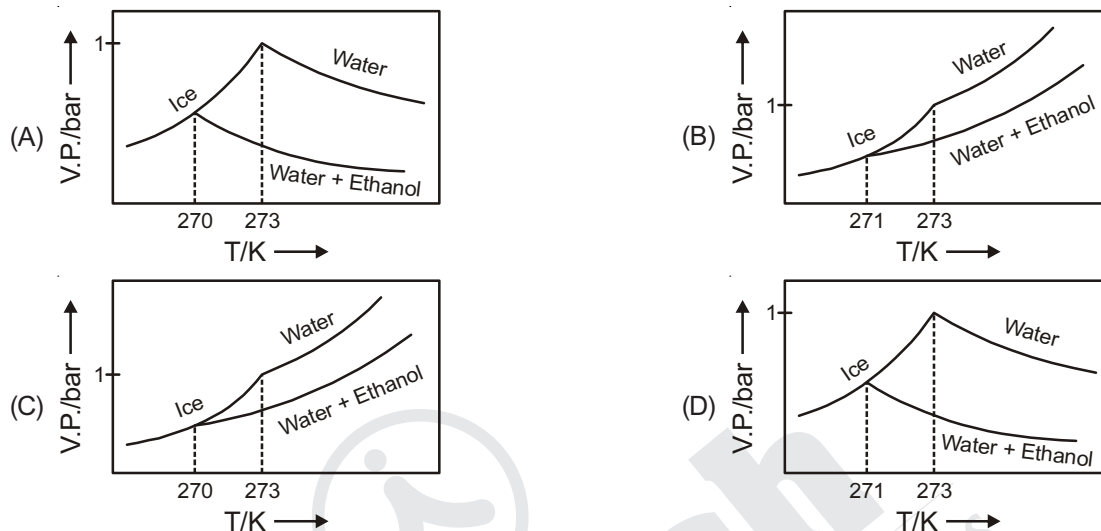 (A)
V.P./bar
1
Ice
Water
Water + Ethanol
270 273
T/K
(B)
V.P./bar
1
Ice
Water
Water + Ethanol
271 273
T/K
(C)
V.P./bar
1
Ice
Water
Water + Ethanol
270 273
T/K
(D)
V.P./bar
1
Ice
Water
Water + Ethanol
271 273
T/K